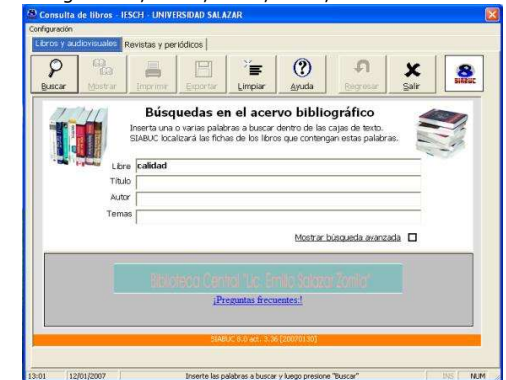 Consulta de libros - IESCH - UNIVERSIDAD SALAZAR
Configuración
Libros y audiovisuales Revistas y periódicos
Buscar Mostrar Imprimir Exportar Limpiar Ayuda Regresar Salir
SIABUC
Búsquedas en el acervo bibliográfico
Inserta una o varias palabras a buscar dentro de las cajas de texto.
SIABUC localizará las fichas de los libros que contengan estas palabras.
Libre calidad
Título
Autor
Temas
Mostrar búsqueda avanzada
Biblioteca Central "Lic. Emilio Salazar
¡Preguntas frecuentes!
SIABUC 8.0 act. 3.36 [20070130]
13:01 12/01/2007 Inserte las palabras a buscar y luego presione "Buscar" INS NUM